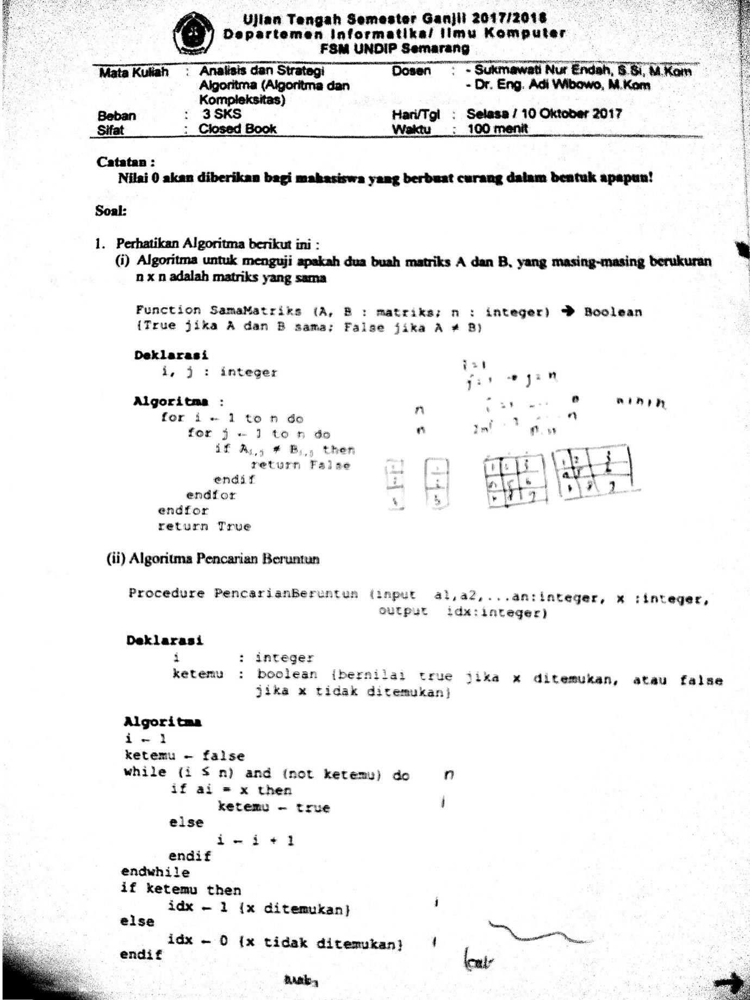 Ujian Tengah Semester Ganjil 2017/2018
Departemen Informatika/ Ilmu Komputer
FSM UNDIP Semarang
Mata Kuliah : Analisis dan Strategi Algoritma (Algoritma dan Kompleksitas)
Dosen : - Sukmawati Nur Endah, S.Si, M.Kom
- Dr. Eng. Adi Wibowo, M.Kom
Beban : 3 SKS
Hari/Tgl : Selasa / 10 Oktober 2017
Sifat : Closed Book
Waktu : 100 menit
Catatan :
Nilai 0 akan diberikan bagi mahasiswa yang berbuat curang dalam bentuk apapun!
Soal:
1. Perhatikan Algoritma berikut ini :
(i) Algoritma untuk menguji apakah dua buah matriks A dan B, yang masing-masing berukuran
n x n adalah matriks yang sama
Function SamaMatriks (A, B : matriks; n : integer) ➔ Boolean
{True jika A dan B sama; False jika A ≠ B}
Deklarasi
i, j : integer
i = 1
j = 1 → j = n
Algoritma :
for i ← 1 to n do
n
for j ← 1 to n do
n
if Ai,j ≠ Bi,j then
return False
endif
endfor
endfor
return True
(ii) Algoritma Pencarian Beruntun
Procedure PencarianBeruntun (input a1,a2,...an:integer, x :integer,
output idx:integer)
Deklarasi
i : integer
ketemu : boolean {bernilai true jika x ditemukan, atau false
jika x tidak ditemukan}
Algoritma
i ← 1
ketemu ← false
while (i ≤ n) and (not ketemu) do n
if ai = x then
ketemu ← true 1
else
i ← i + 1
endif
endwhile
if ketemu then
idx ← 1 {x ditemukan} 1
else
idx ← 0 {x tidak ditemukan} 1
endif